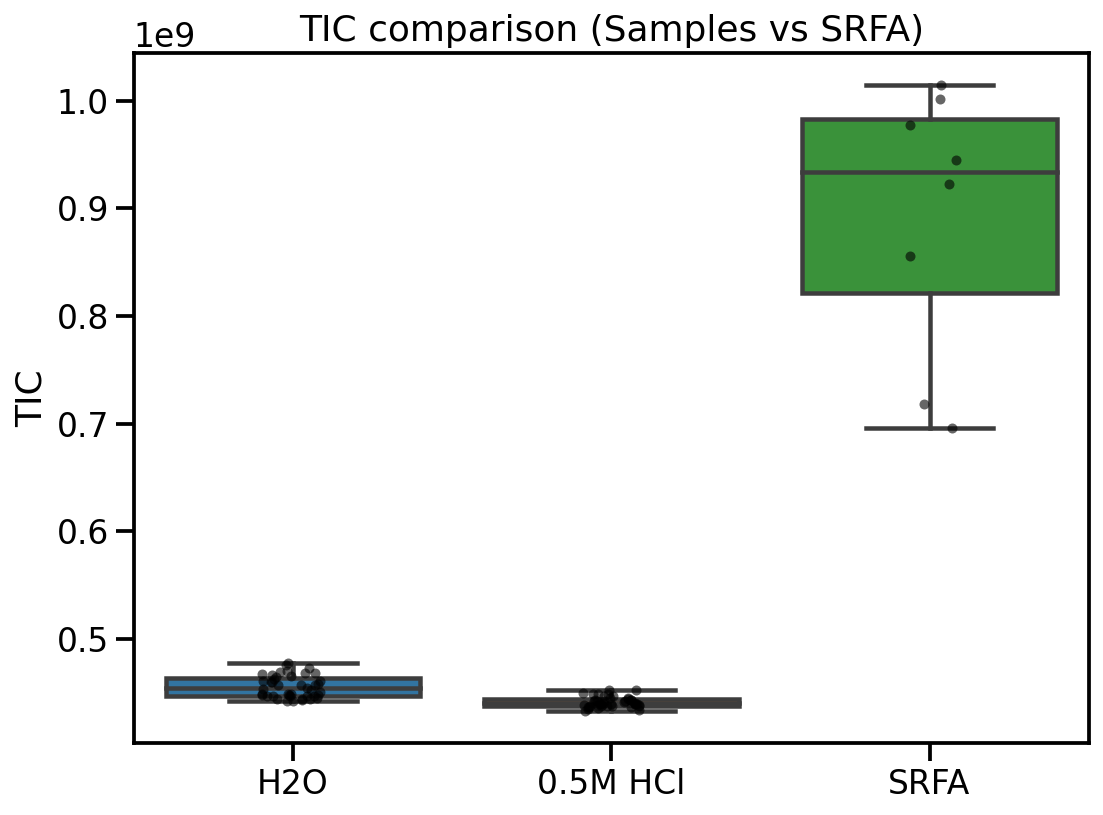 TIC comparison (Samples vs SRFA)
1e9
1.0
0.9
0.8
0.7
0.6
0.5
TIC
H2O
0.5M HCl
SRFA